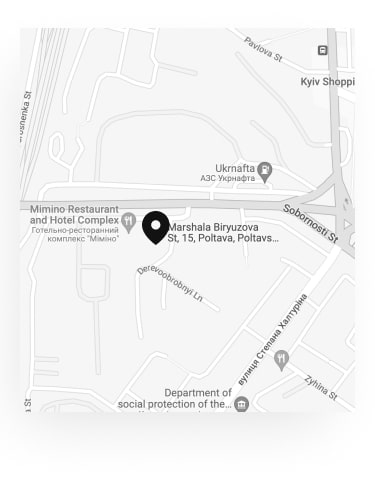 Pavlova St
Kyiv Shoppi
Ukrnafta
АЗС Укрнафта
Mimino Restaurant
and Hotel Complex
Готельно-ресторанний
комплекс "Міміно"
Marshala Biryuzova
St, 15, Poltava, Poltavs...
Sobornosti St
Derevoobrobnyi Ln
вулиця Степана Халтуріна
Zyhina St
Department of
social protection of the...